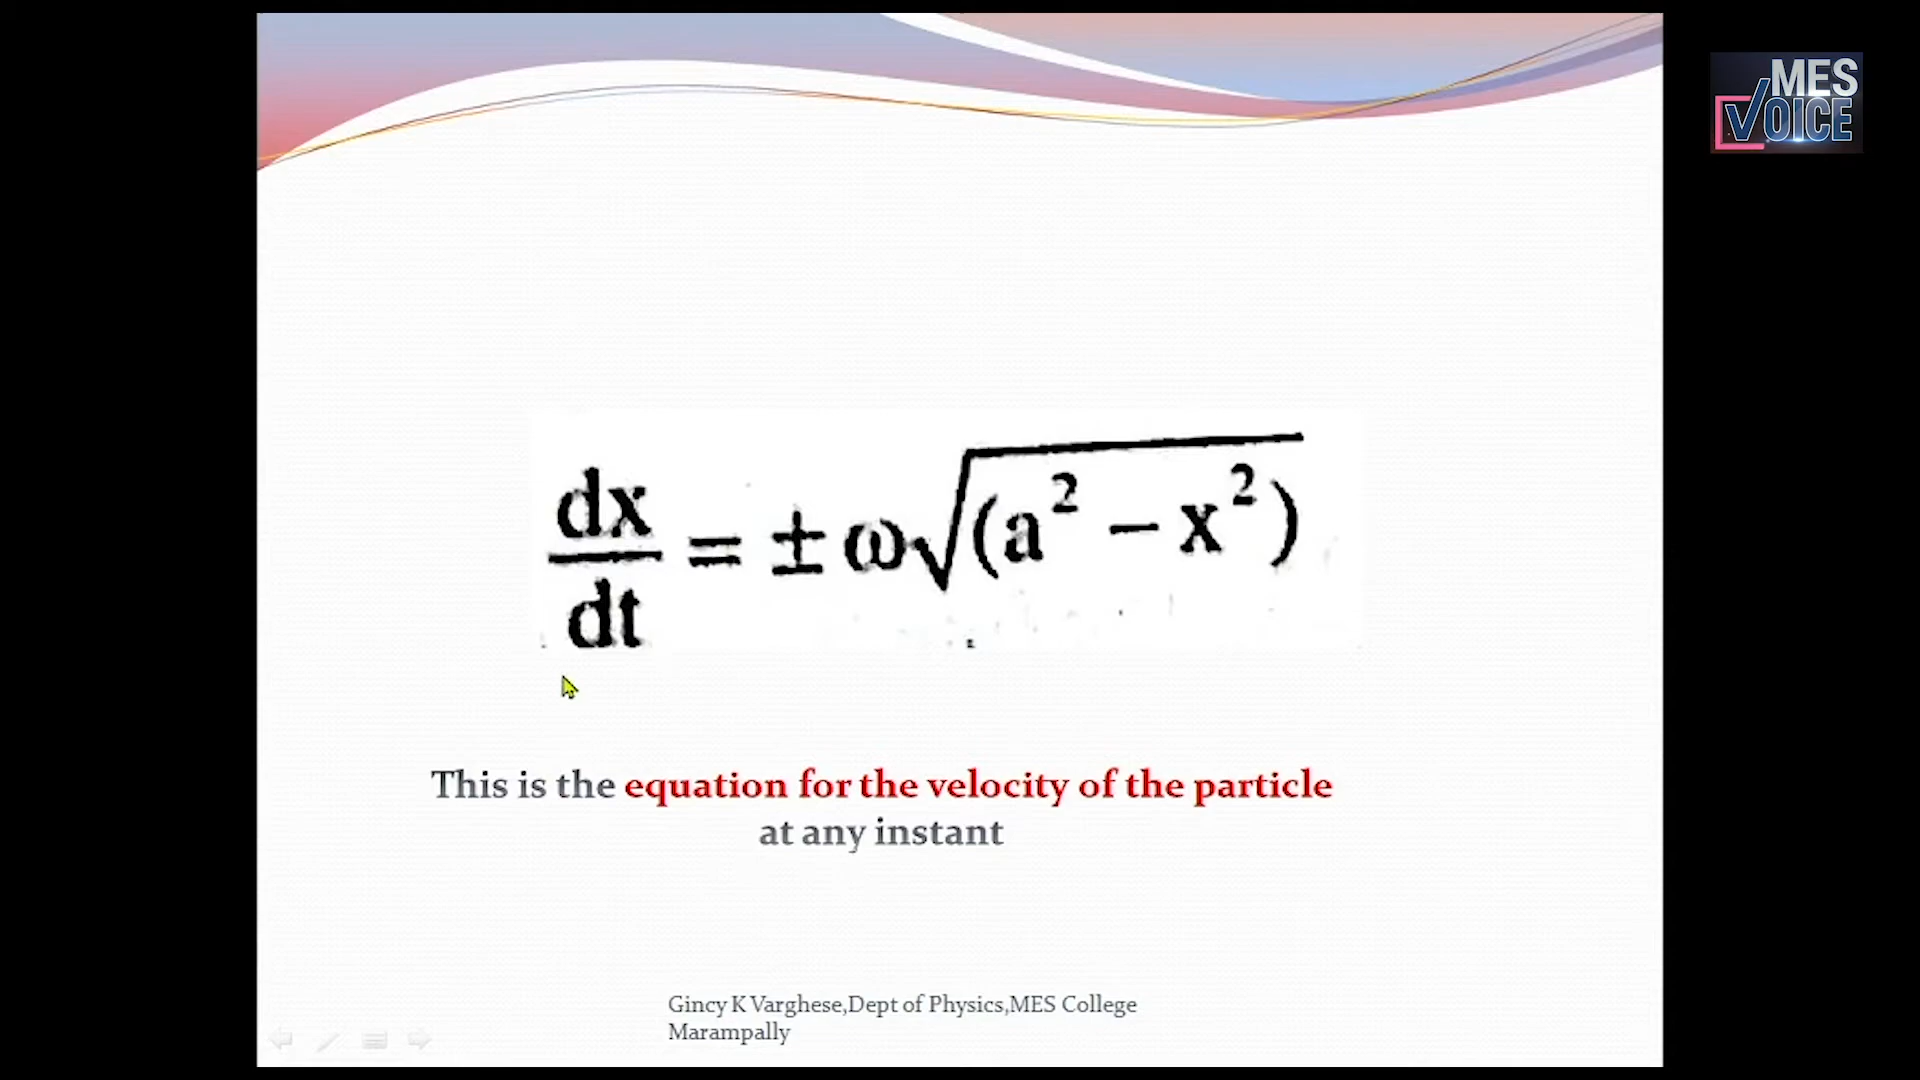 MES
VOICE
dx/dt = ± ω√(a² − x²)
This is the equation for the velocity of the particle
at any instant
Gincy K Varghese,Dept of Physics,MES College
Marampally